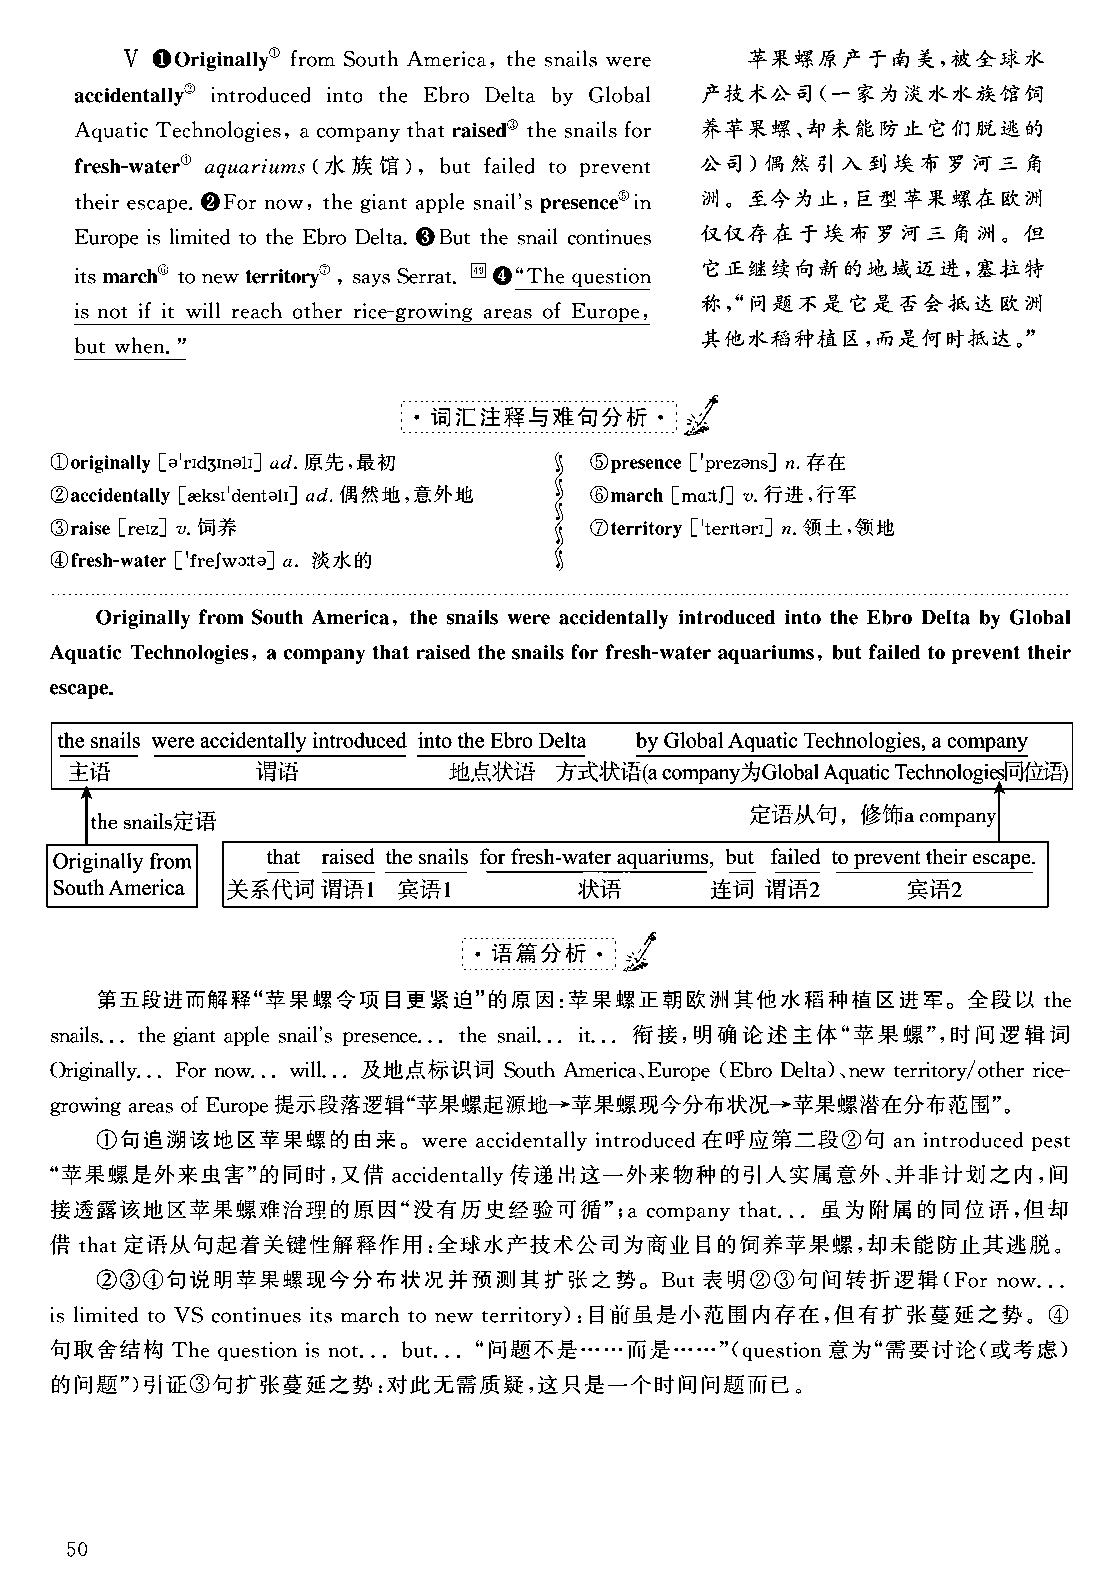 Ⅴ ❶Originally① from South America, the snails were
accidentally② introduced into the Ebro Delta by Global
Aquatic Technologies, a company that raised③ the snails for
fresh-water① aquariums(水族馆), but failed to prevent
their escape. ❷For now, the giant apple snail's presence⑤ in
Europe is limited to the Ebro Delta. ❸But the snail continues
its march⑥ to new territory⑦, says Serrat. 49 ❹“The question
is not if it will reach other rice-growing areas of Europe,
but when.”
苹果螺原产于南美,被全球水
产技术公司(一家为淡水水族馆饲
养苹果螺、却未能防止它们脱逃的
公司)偶然引入到埃布罗河三角
洲。至今为止,巨型苹果螺在欧洲
仅仅存在于埃布罗河三角洲。但
它正继续向新的地域迈进,塞拉特
称,“问题不是它是否会抵达欧洲
其他水稻种植区,而是何时抵达。”
·词汇注释与难句分析·
①originally [əˈrɪdʒɪnəlɪ] ad. 原先,最初
②accidentally [æksɪˈdentəlɪ] ad. 偶然地,意外地
③raise [reɪz] v. 饲养
④fresh-water [ˈfreʃwɔːtə] a. 淡水的
⑤presence [ˈprezəns] n. 存在
⑥march [mɑːtʃ] v. 行进,行军
⑦territory [ˈterɪtərɪ] n. 领土,领地
Originally from South America, the snails were accidentally introduced into the Ebro Delta by Global
Aquatic Technologies, a company that raised the snails for fresh-water aquariums, but failed to prevent their
escape.
the snails were accidentally introduced into the Ebro Delta by Global Aquatic Technologies, a company
主语 谓语 地点状语 方式状语(a company为Global Aquatic Technologies同位语)
the snails定语 定语从句，修饰a company
Originally from
South America
that raised the snails for fresh-water aquariums, but failed to prevent their escape.
关系代词 谓语1 宾语1 状语 连词 谓语2 宾语2
·语篇分析·
第五段进而解释“苹果螺令项目更紧迫”的原因:苹果螺正朝欧洲其他水稻种植区进军。全段以 the
snails... the giant apple snail's presence... the snail... it... 衔接,明确论述主体“苹果螺”,时间逻辑词
Originally... For now... will... 及地点标识词 South America、Europe (Ebro Delta)、new territory/other rice-
growing areas of Europe 提示段落逻辑“苹果螺起源地→苹果螺现今分布状况→苹果螺潜在分布范围”。
①句追溯该地区苹果螺的由来。were accidentally introduced 在呼应第二段②句 an introduced pest
“苹果螺是外来虫害”的同时,又借 accidentally 传递出这一外来物种的引人实属意外、并非计划之内,间
接透露该地区苹果螺难治理的原因“没有历史经验可循”;a company that... 虽为附属的同位语,但却
借 that 定语从句起着关键性解释作用:全球水产技术公司为商业目的饲养苹果螺,却未能防止其逃脱。
②③④句说明苹果螺现今分布状况并预测其扩张之势。But 表明②③句间转折逻辑(For now...
is limited to VS continues its march to new territory):目前虽是小范围内存在,但有扩张蔓延之势。④
句取舍结构 The question is not... but... “问题不是……而是……”(question 意为“需要讨论(或考虑)
的问题”)引证③句扩张蔓延之势:对此无需质疑,这只是一个时间问题而已。
50